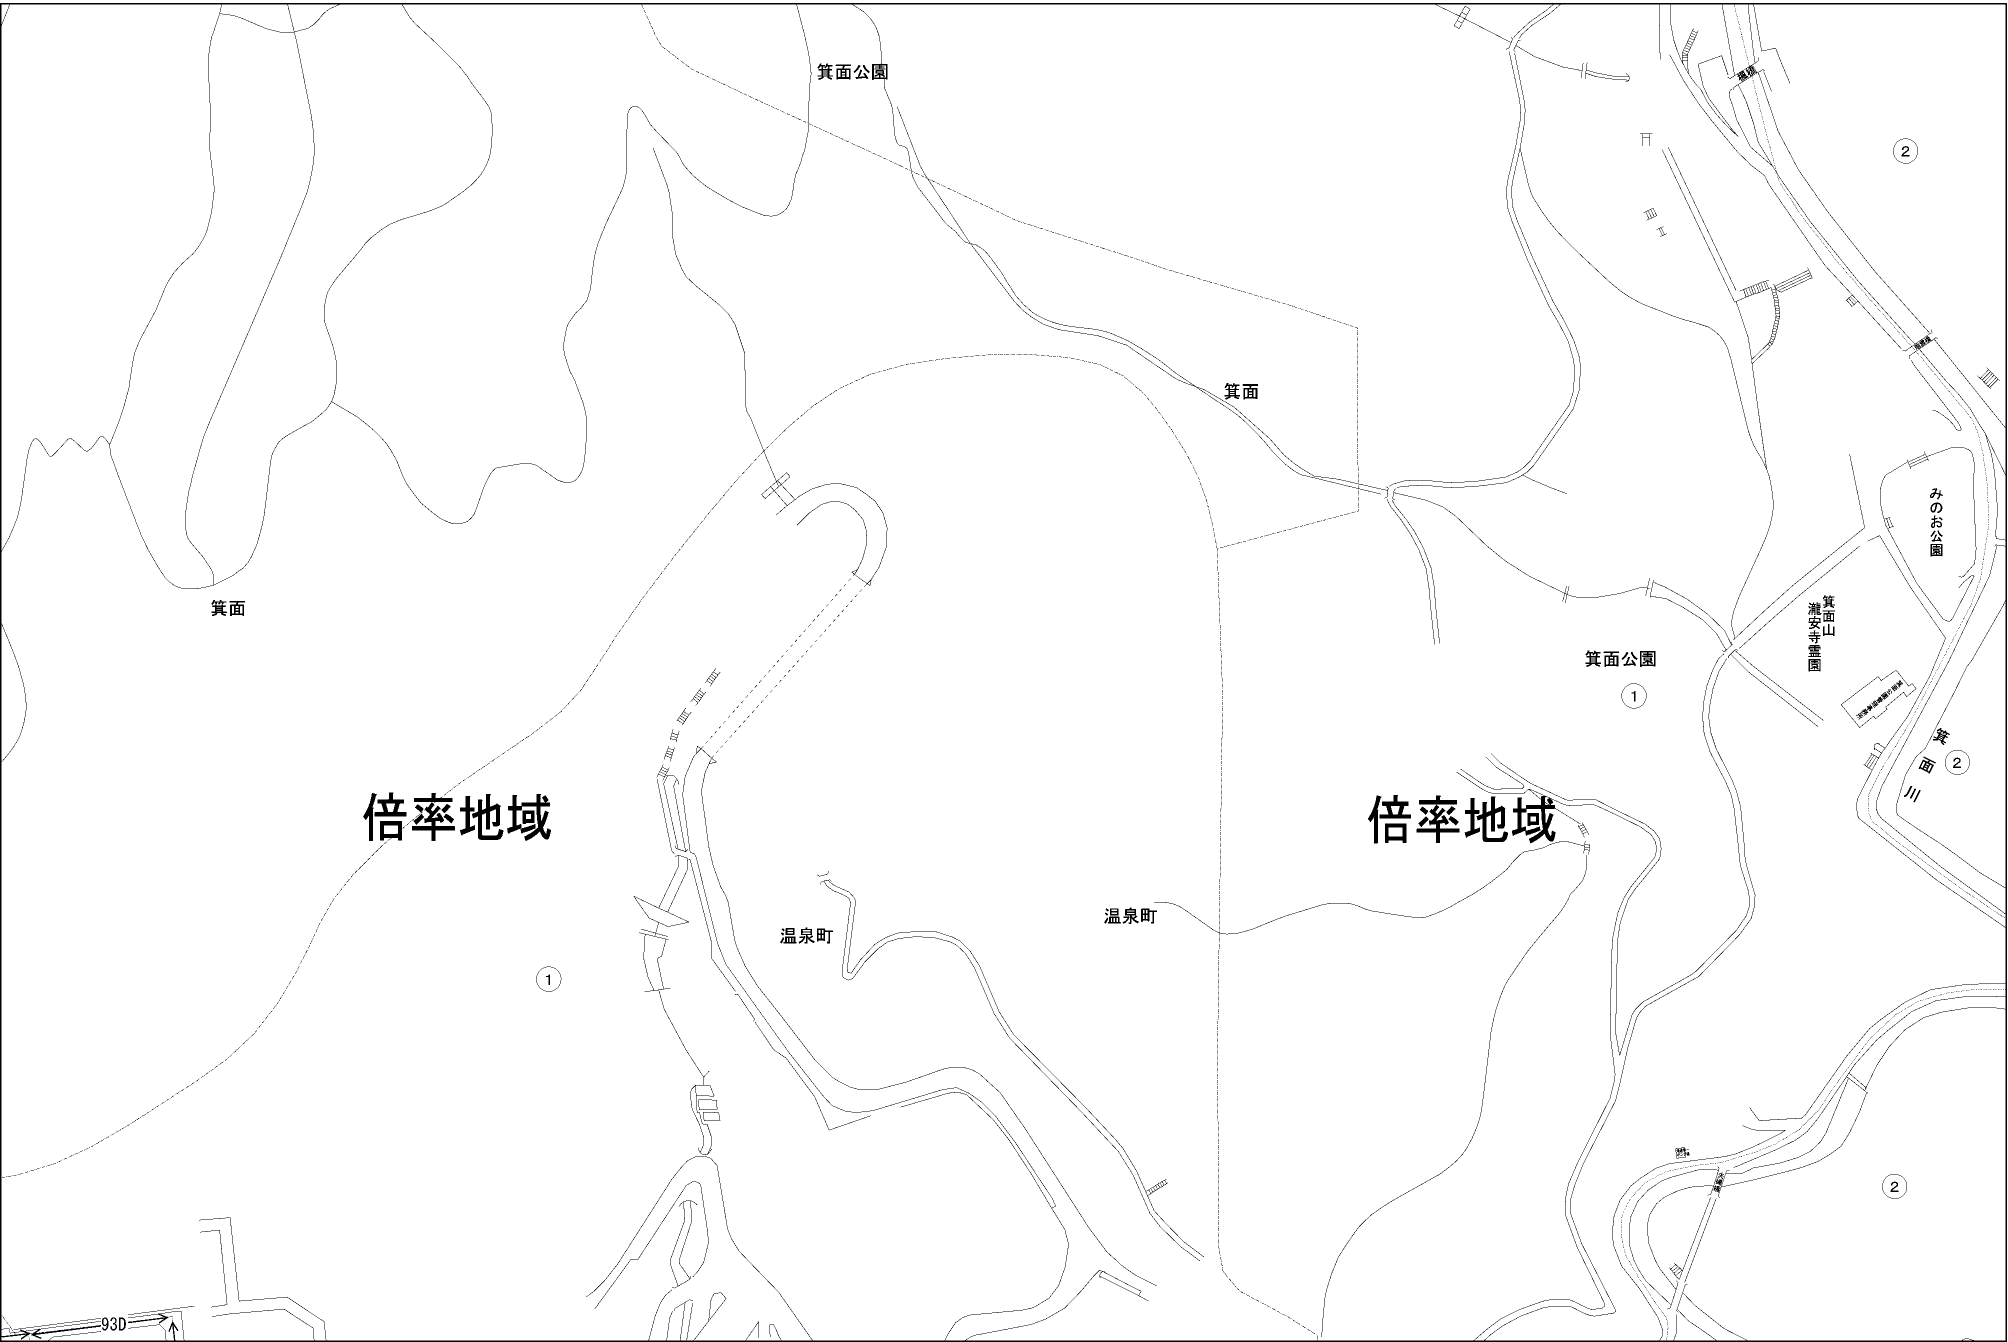 箕面公園
②
箕面
みのお公園
箕面
箕面山
瀧安寺霊園
箕面公園
①
箕面川
②
倍率地域
倍率地域
温泉町
温泉町
①
②
93D